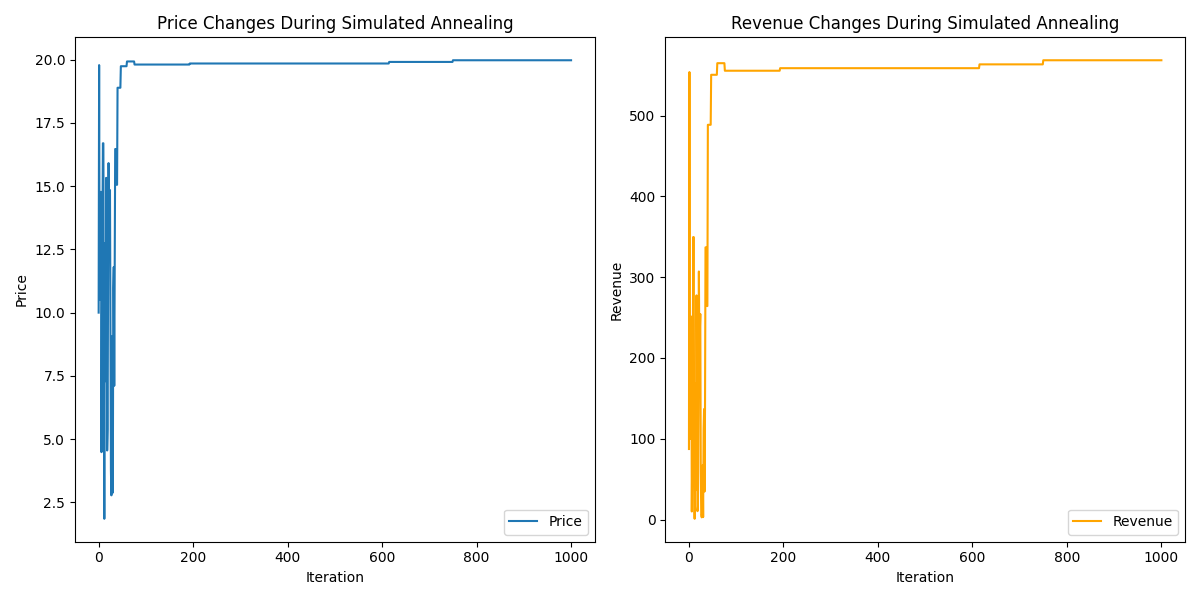 Price Changes During Simulated Annealing
20.0
17.5
15.0
12.5
10.0
7.5
5.0
2.5
Price
0 200 400 600 800 1000
Iteration
Price
Revenue Changes During Simulated Annealing
500
400
300
200
100
0
Revenue
0 200 400 600 800 1000
Iteration
Revenue